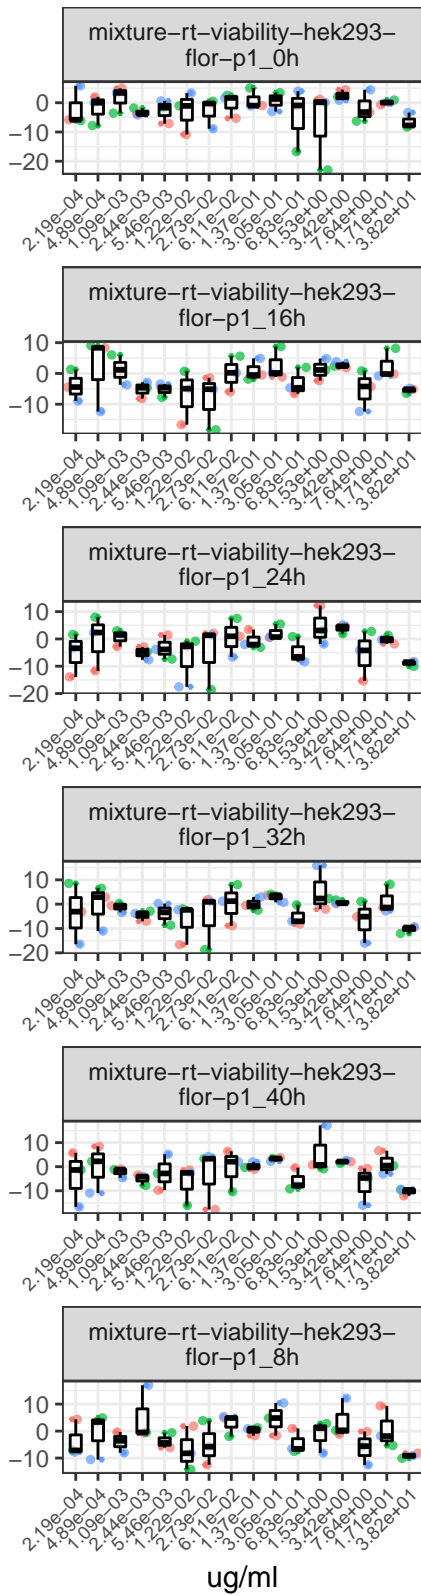 mixture−rt−viability−hek293−
flor−p1_0h
0
−10
−20
2.19e−04
4.89e−04
1.09e−03
2.44e−03
5.46e−03
1.22e−02
2.73e−02
6.11e−02
1.37e−01
3.05e−01
6.83e−01
1.53e+00
3.42e+00
7.64e+00
1.71e+01
3.82e+01
mixture−rt−viability−hek293−
flor−p1_16h
10
0
−10
2.19e−04
4.89e−04
1.09e−03
2.44e−03
5.46e−03
1.22e−02
2.73e−02
6.11e−02
1.37e−01
3.05e−01
6.83e−01
1.53e+00
3.42e+00
7.64e+00
1.71e+01
3.82e+01
mixture−rt−viability−hek293−
flor−p1_24h
10
0
−10
−20
2.19e−04
4.89e−04
1.09e−03
2.44e−03
5.46e−03
1.22e−02
2.73e−02
6.11e−02
1.37e−01
3.05e−01
6.83e−01
1.53e+00
3.42e+00
7.64e+00
1.71e+01
3.82e+01
mixture−rt−viability−hek293−
flor−p1_32h
10
0
−10
−20
2.19e−04
4.89e−04
1.09e−03
2.44e−03
5.46e−03
1.22e−02
2.73e−02
6.11e−02
1.37e−01
3.05e−01
6.83e−01
1.53e+00
3.42e+00
7.64e+00
1.71e+01
3.82e+01
mixture−rt−viability−hek293−
flor−p1_40h
10
0
−10
2.19e−04
4.89e−04
1.09e−03
2.44e−03
5.46e−03
1.22e−02
2.73e−02
6.11e−02
1.37e−01
3.05e−01
6.83e−01
1.53e+00
3.42e+00
7.64e+00
1.71e+01
3.82e+01
mixture−rt−viability−hek293−
flor−p1_8h
10
0
−10
2.19e−04
4.89e−04
1.09e−03
2.44e−03
5.46e−03
1.22e−02
2.73e−02
6.11e−02
1.37e−01
3.05e−01
6.83e−01
1.53e+00
3.42e+00
7.64e+00
1.71e+01
3.82e+01
ug/ml